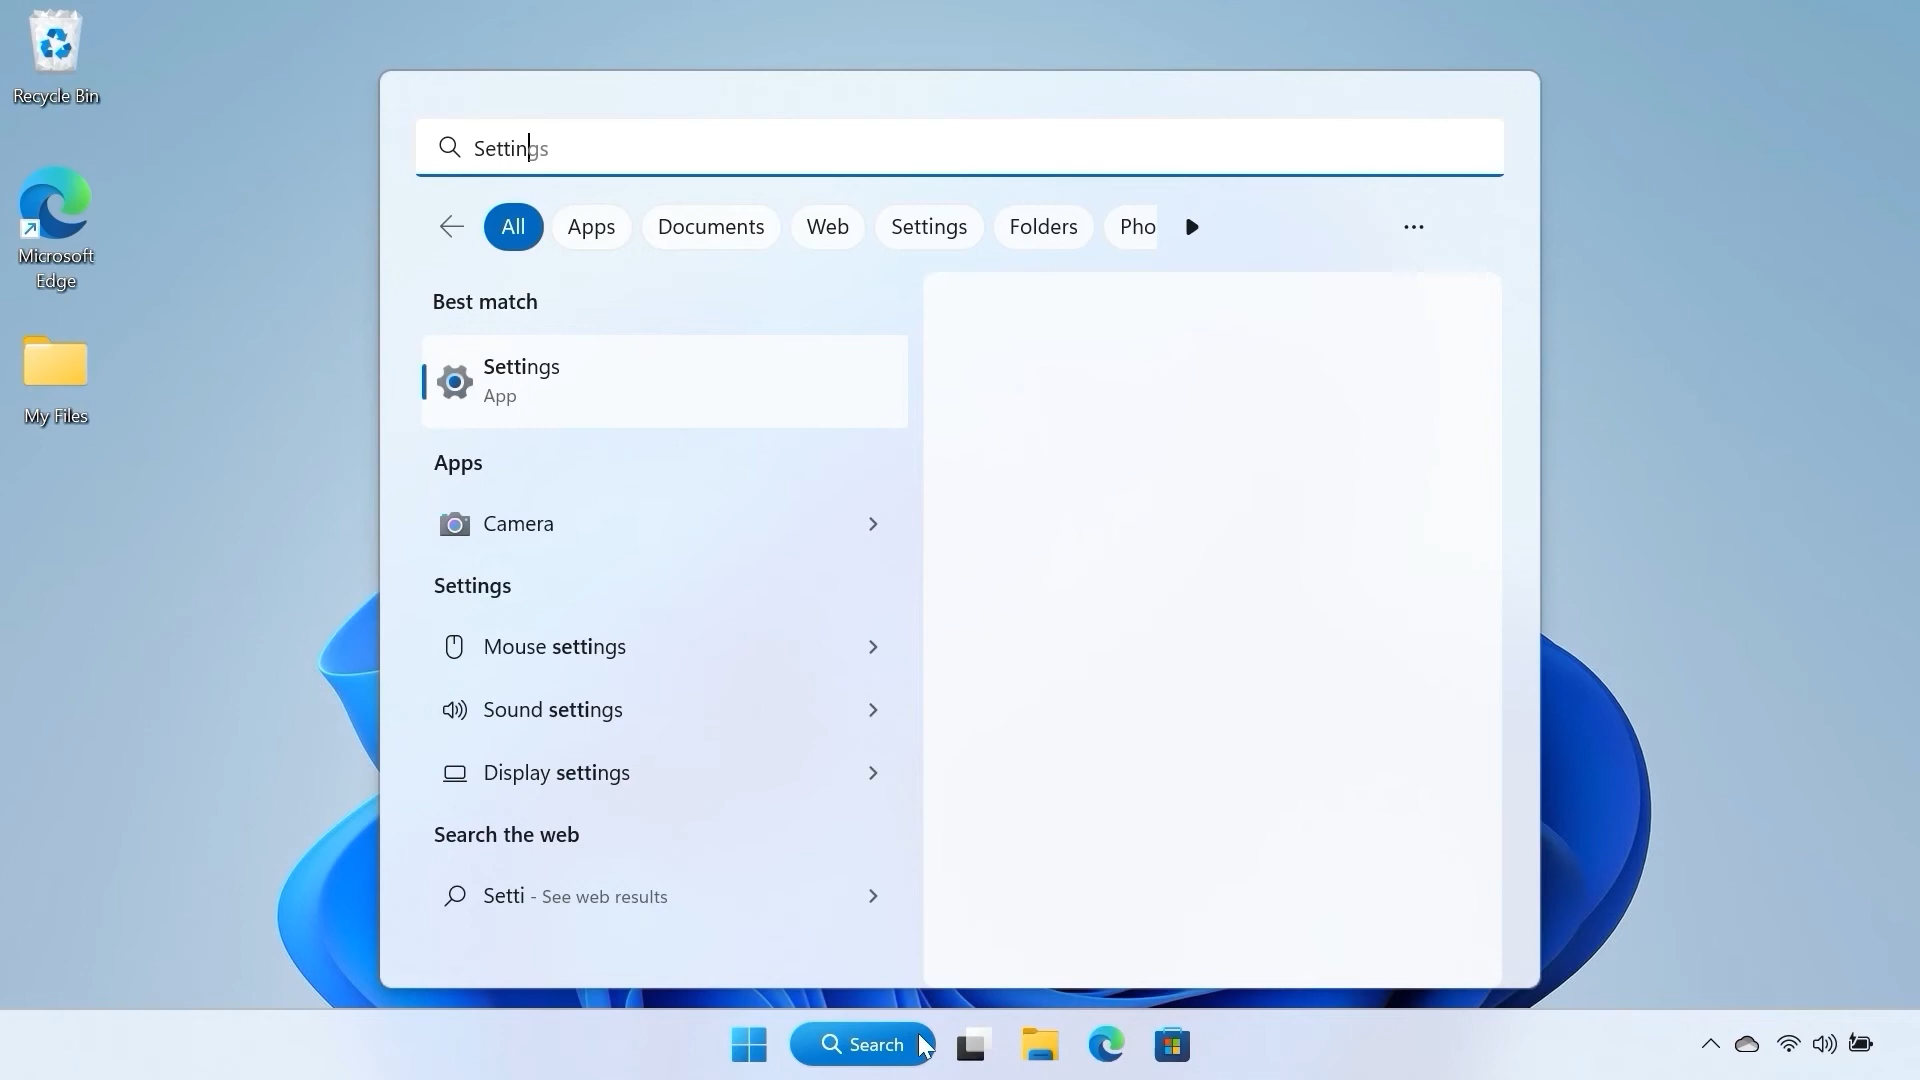 Recycle Bin
Microsoft
Edge
My Files
Settings
All Apps Documents Web Settings Folders Pho
Best match
Settings
App
Apps
Camera
Settings
Mouse settings
Sound settings
Display settings
Search the web
Setti - See web results
Search